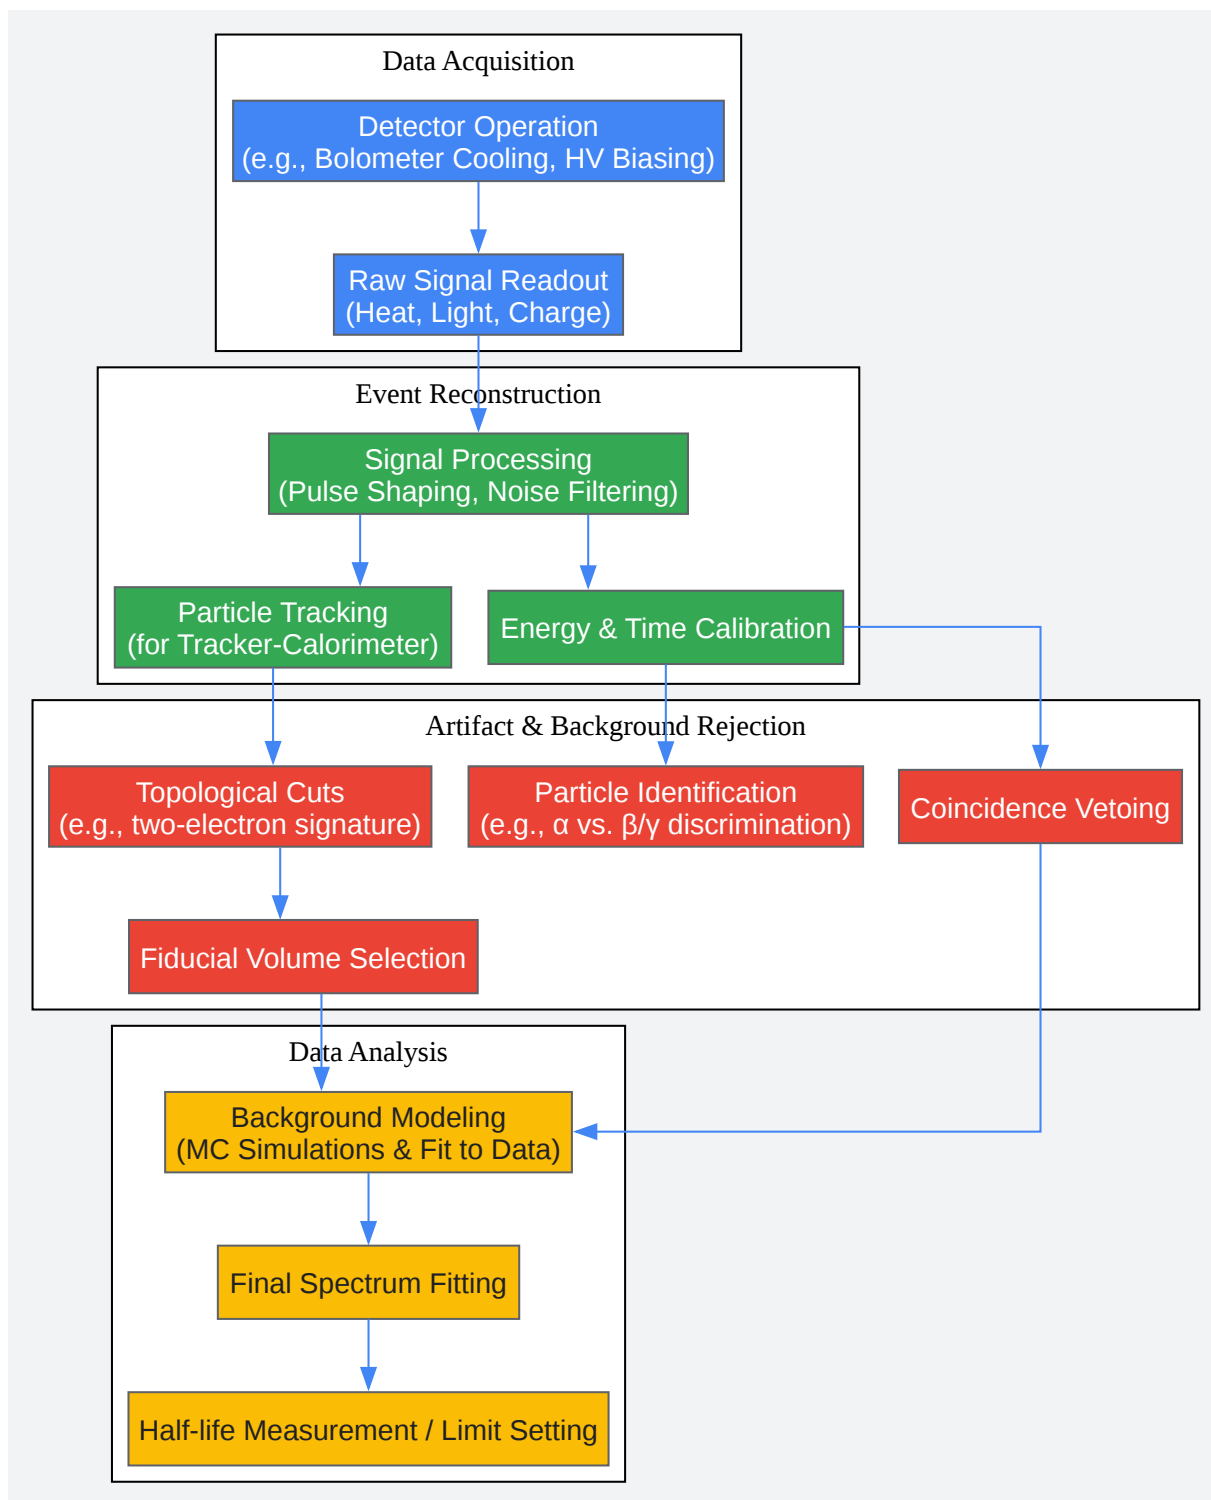 Data Acquisition
Detector Operation
(e.g., Bolometer Cooling, HV Biasing)
Raw Signal Readout
(Heat, Light, Charge)
Event Reconstruction
Signal Processing
(Pulse Shaping, Noise Filtering)
Particle Tracking
(for Tracker-Calorimeter)
Energy & Time Calibration
Artifact & Background Rejection
Topological Cuts
(e.g., two-electron signature)
Particle Identification
(e.g., α vs. β/γ discrimination)
Coincidence Vetoing
Fiducial Volume Selection
Data Analysis
Background Modeling
(MC Simulations & Fit to Data)
Final Spectrum Fitting
Half-life Measurement / Limit Setting